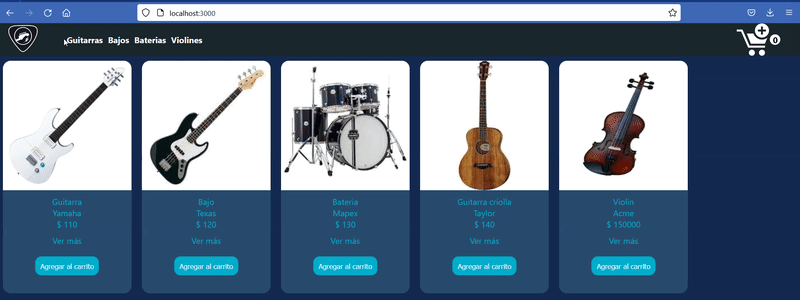 localhost:3000
Guitarras Bajos Baterias Violines
0
Guitarra
Yamaha
$ 110
Ver más
Agregar al carrito
Bajo
Texas
$ 120
Ver más
Agregar al carrito
Bateria
Mapex
$ 130
Ver más
Agregar al carrito
Guitarra criolla
Taylor
$ 140
Ver más
Agregar al carrito
Violin
Acme
$ 150000
Ver más
Agregar al carrito